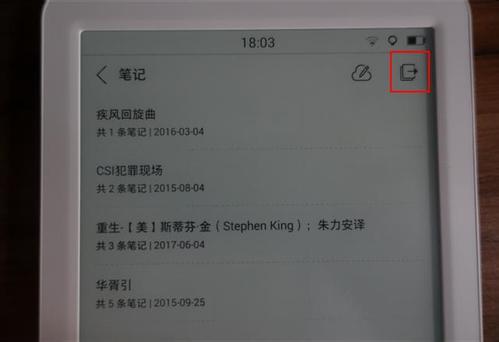 18:03
笔记
疾风回旋曲
共 1 条笔记 | 2016-03-04
CSI犯罪现场
共 2 条笔记 | 2015-08-04
重生-【美】斯蒂芬·金（Stephen King）；朱力安译
共 3 条笔记 | 2017-06-04
华胥引
共 5 条笔记 | 2015-09-25